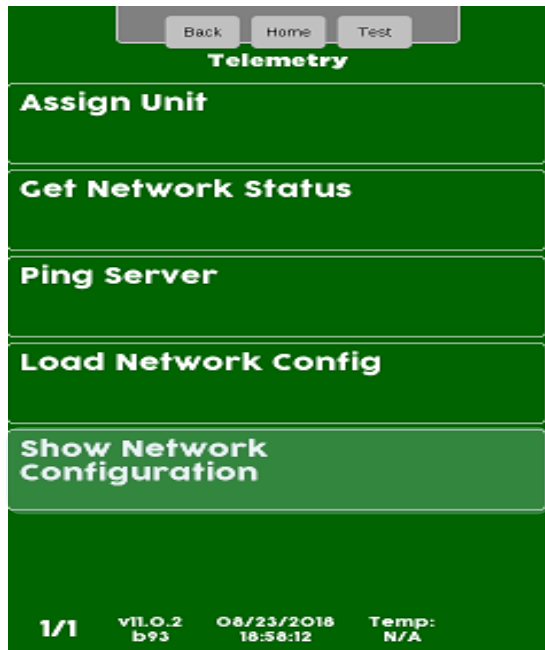 Back Home Test
Telemetry
Assign Unit
Get Network Status
Ping Server
Load Network Config
Show Network
Configuration
1/1 v11.0.2 08/23/2018 Temp:
b93 18:58:12 N/A